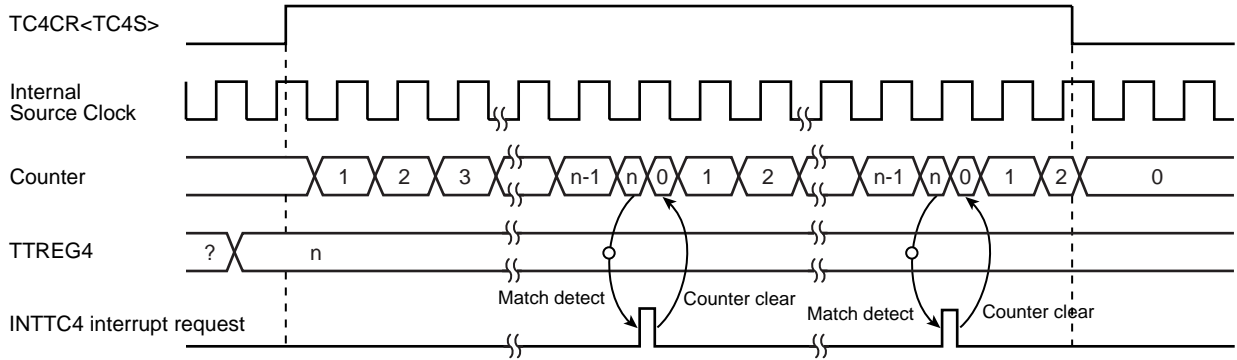 TC4CR<TC4S>
Internal
Source Clock
Counter 1 2 3 n-1 n 0 1 2 n-1 n 0 1 2 0
TTREG4 ? n
Match detect Counter clear Match detect Counter clear
INTTC4 interrupt request